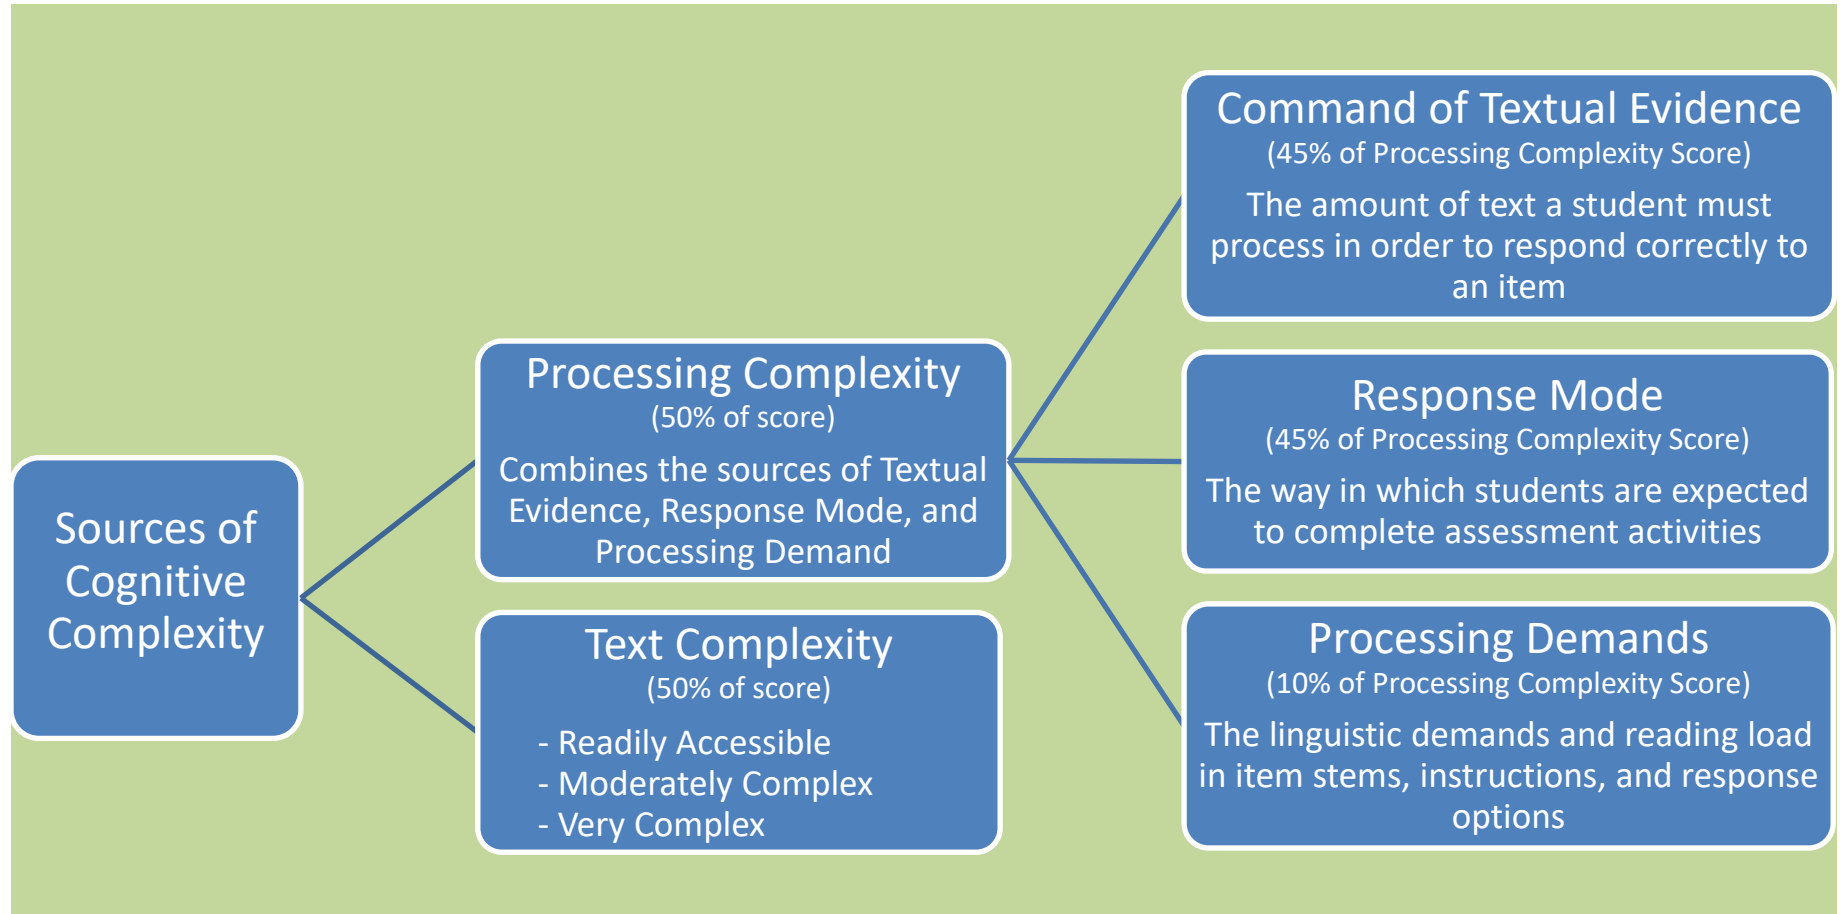 Sources of
Cognitive
Complexity
Processing Complexity
(50% of score)
Combines the sources of Textual
Evidence, Response Mode, and
Processing Demand
Text Complexity
(50% of score)
- Readily Accessible
- Moderately Complex
- Very Complex
Command of Textual Evidence
(45% of Processing Complexity Score)
The amount of text a student must
process in order to respond correctly to
an item
Response Mode
(45% of Processing Complexity Score)
The way in which students are expected
to complete assessment activities
Processing Demands
(10% of Processing Complexity Score)
The linguistic demands and reading load
in item stems, instructions, and response
options